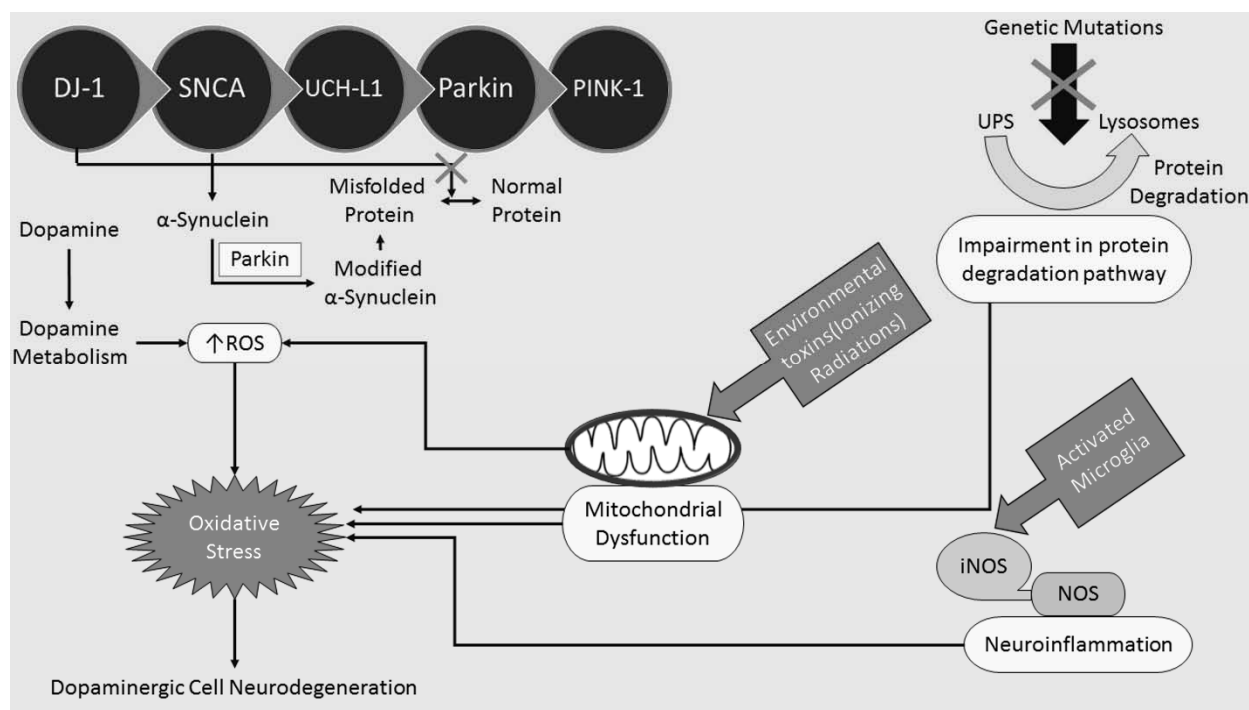 DJ-1
SNCA
UCH-L1
Parkin
PINK-1
Genetic Mutations
UPS
Lysosomes
Protein
Degradation
Impairment in protein
degradation pathway
Misfolded
Protein
Normal
Protein
α-Synuclein
Parkin
Modified
α-Synuclein
Dopamine
Dopamine
Metabolism
↑ROS
Environmental
toxins(Ionizing
Radiations)
Activated
Microglia
Mitochondrial
Dysfunction
Oxidative
Stress
iNOS
NOS
Neuroinflammation
Dopaminergic Cell Neurodegeneration